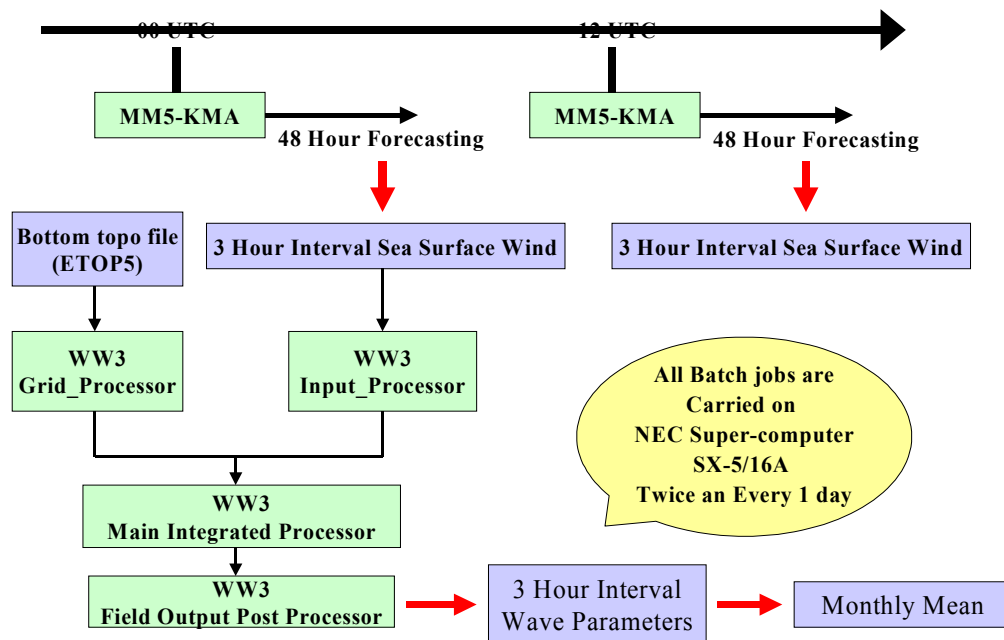 00 UTC
12 UTC
MM5-KMA
MM5-KMA
48 Hour Forecasting
48 Hour Forecasting
Bottom topo file
(ETOP5)
3 Hour Interval Sea Surface Wind
3 Hour Interval Sea Surface Wind
WW3
Grid_Processor
WW3
Input_Processor
All Batch jobs are
Carried on
NEC Super-computer
SX-5/16A
Twice an Every 1 day
WW3
Main Integrated Processor
WW3
Field Output Post Processor
3 Hour Interval
Wave Parameters
Monthly Mean